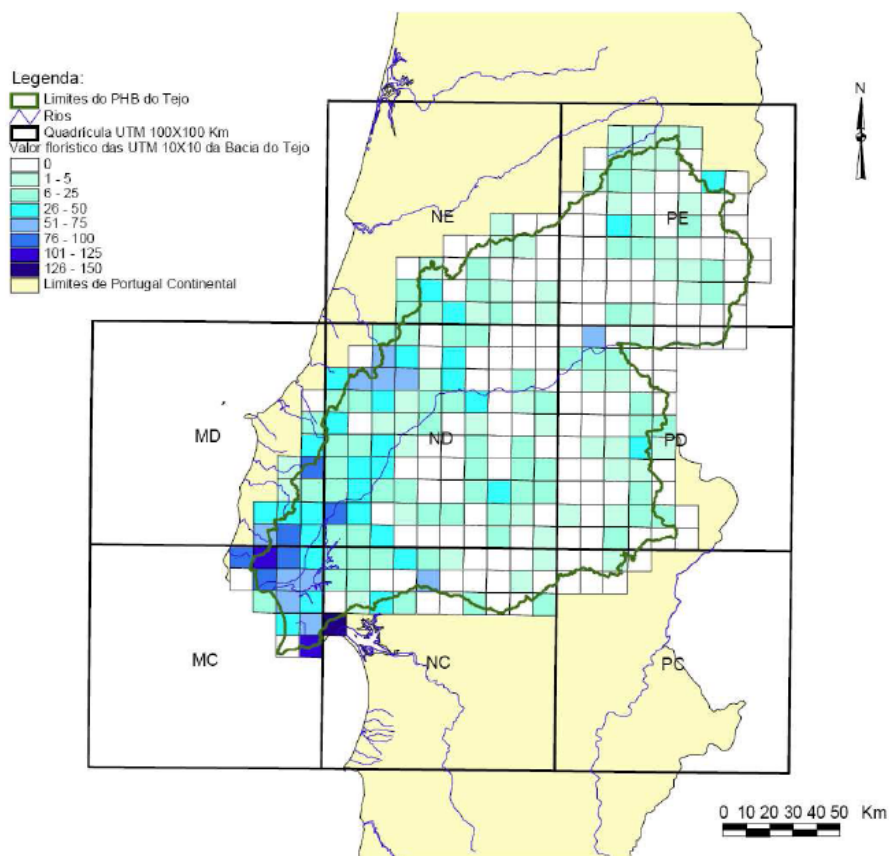 Legenda:
Limites do PHB do Tejo
Rios
Quadrícula UTM 100X100 Km
Valor florístico das UTM 10X10 da Bacia do Tejo
0
1 - 5
6 - 25
26 - 50
51 - 75
76 - 100
101 - 125
126 - 150
Limites de Portugal Continental
N
NE
PE
MD
ND
PD
MC
NC
PC
0 10 20 30 40 50 Km